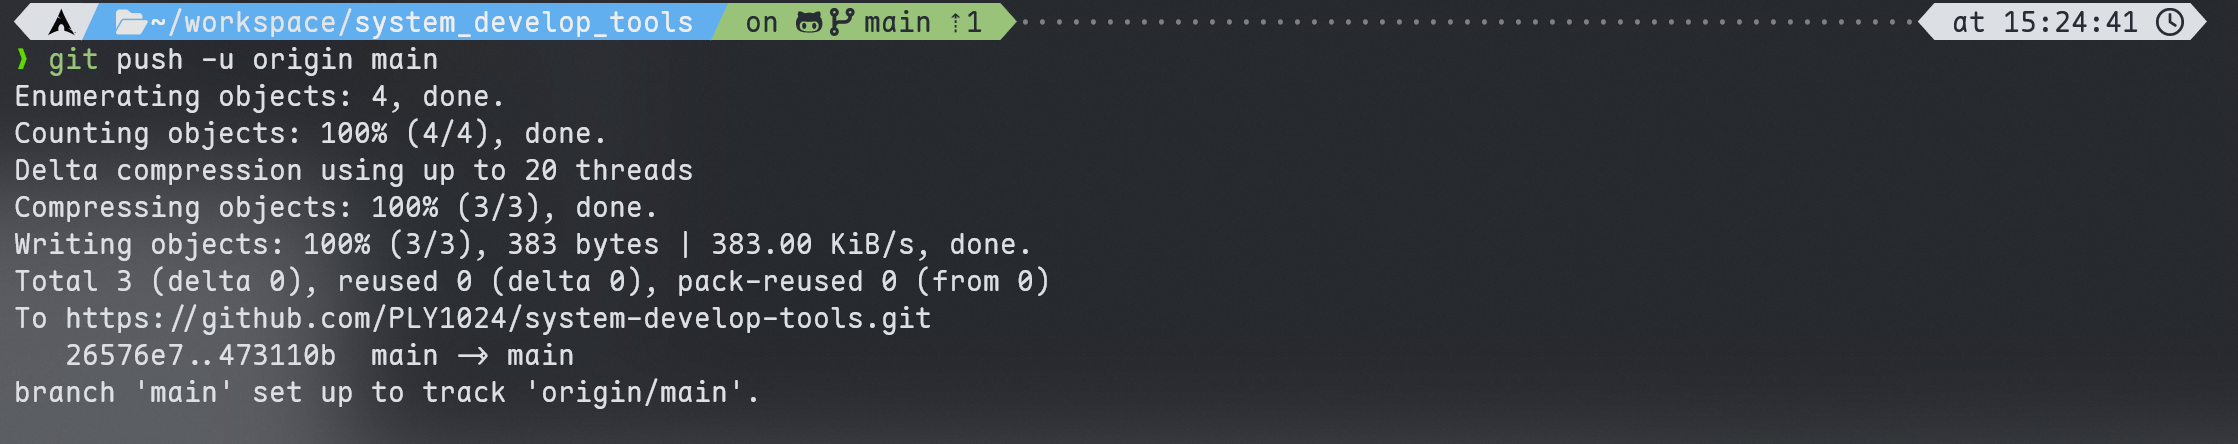 ~/workspace/system_develop_tools on main ⇡1 at 15:24:41
❯ git push -u origin main
Enumerating objects: 4, done.
Counting objects: 100% (4/4), done.
Delta compression using up to 20 threads
Compressing objects: 100% (3/3), done.
Writing objects: 100% (3/3), 383 bytes | 383.00 KiB/s, done.
Total 3 (delta 0), reused 0 (delta 0), pack-reused 0 (from 0)
To https://github.com/PLY1024/system-develop-tools.git
   26576e7..473110b  main -> main
branch 'main' set up to track 'origin/main'.